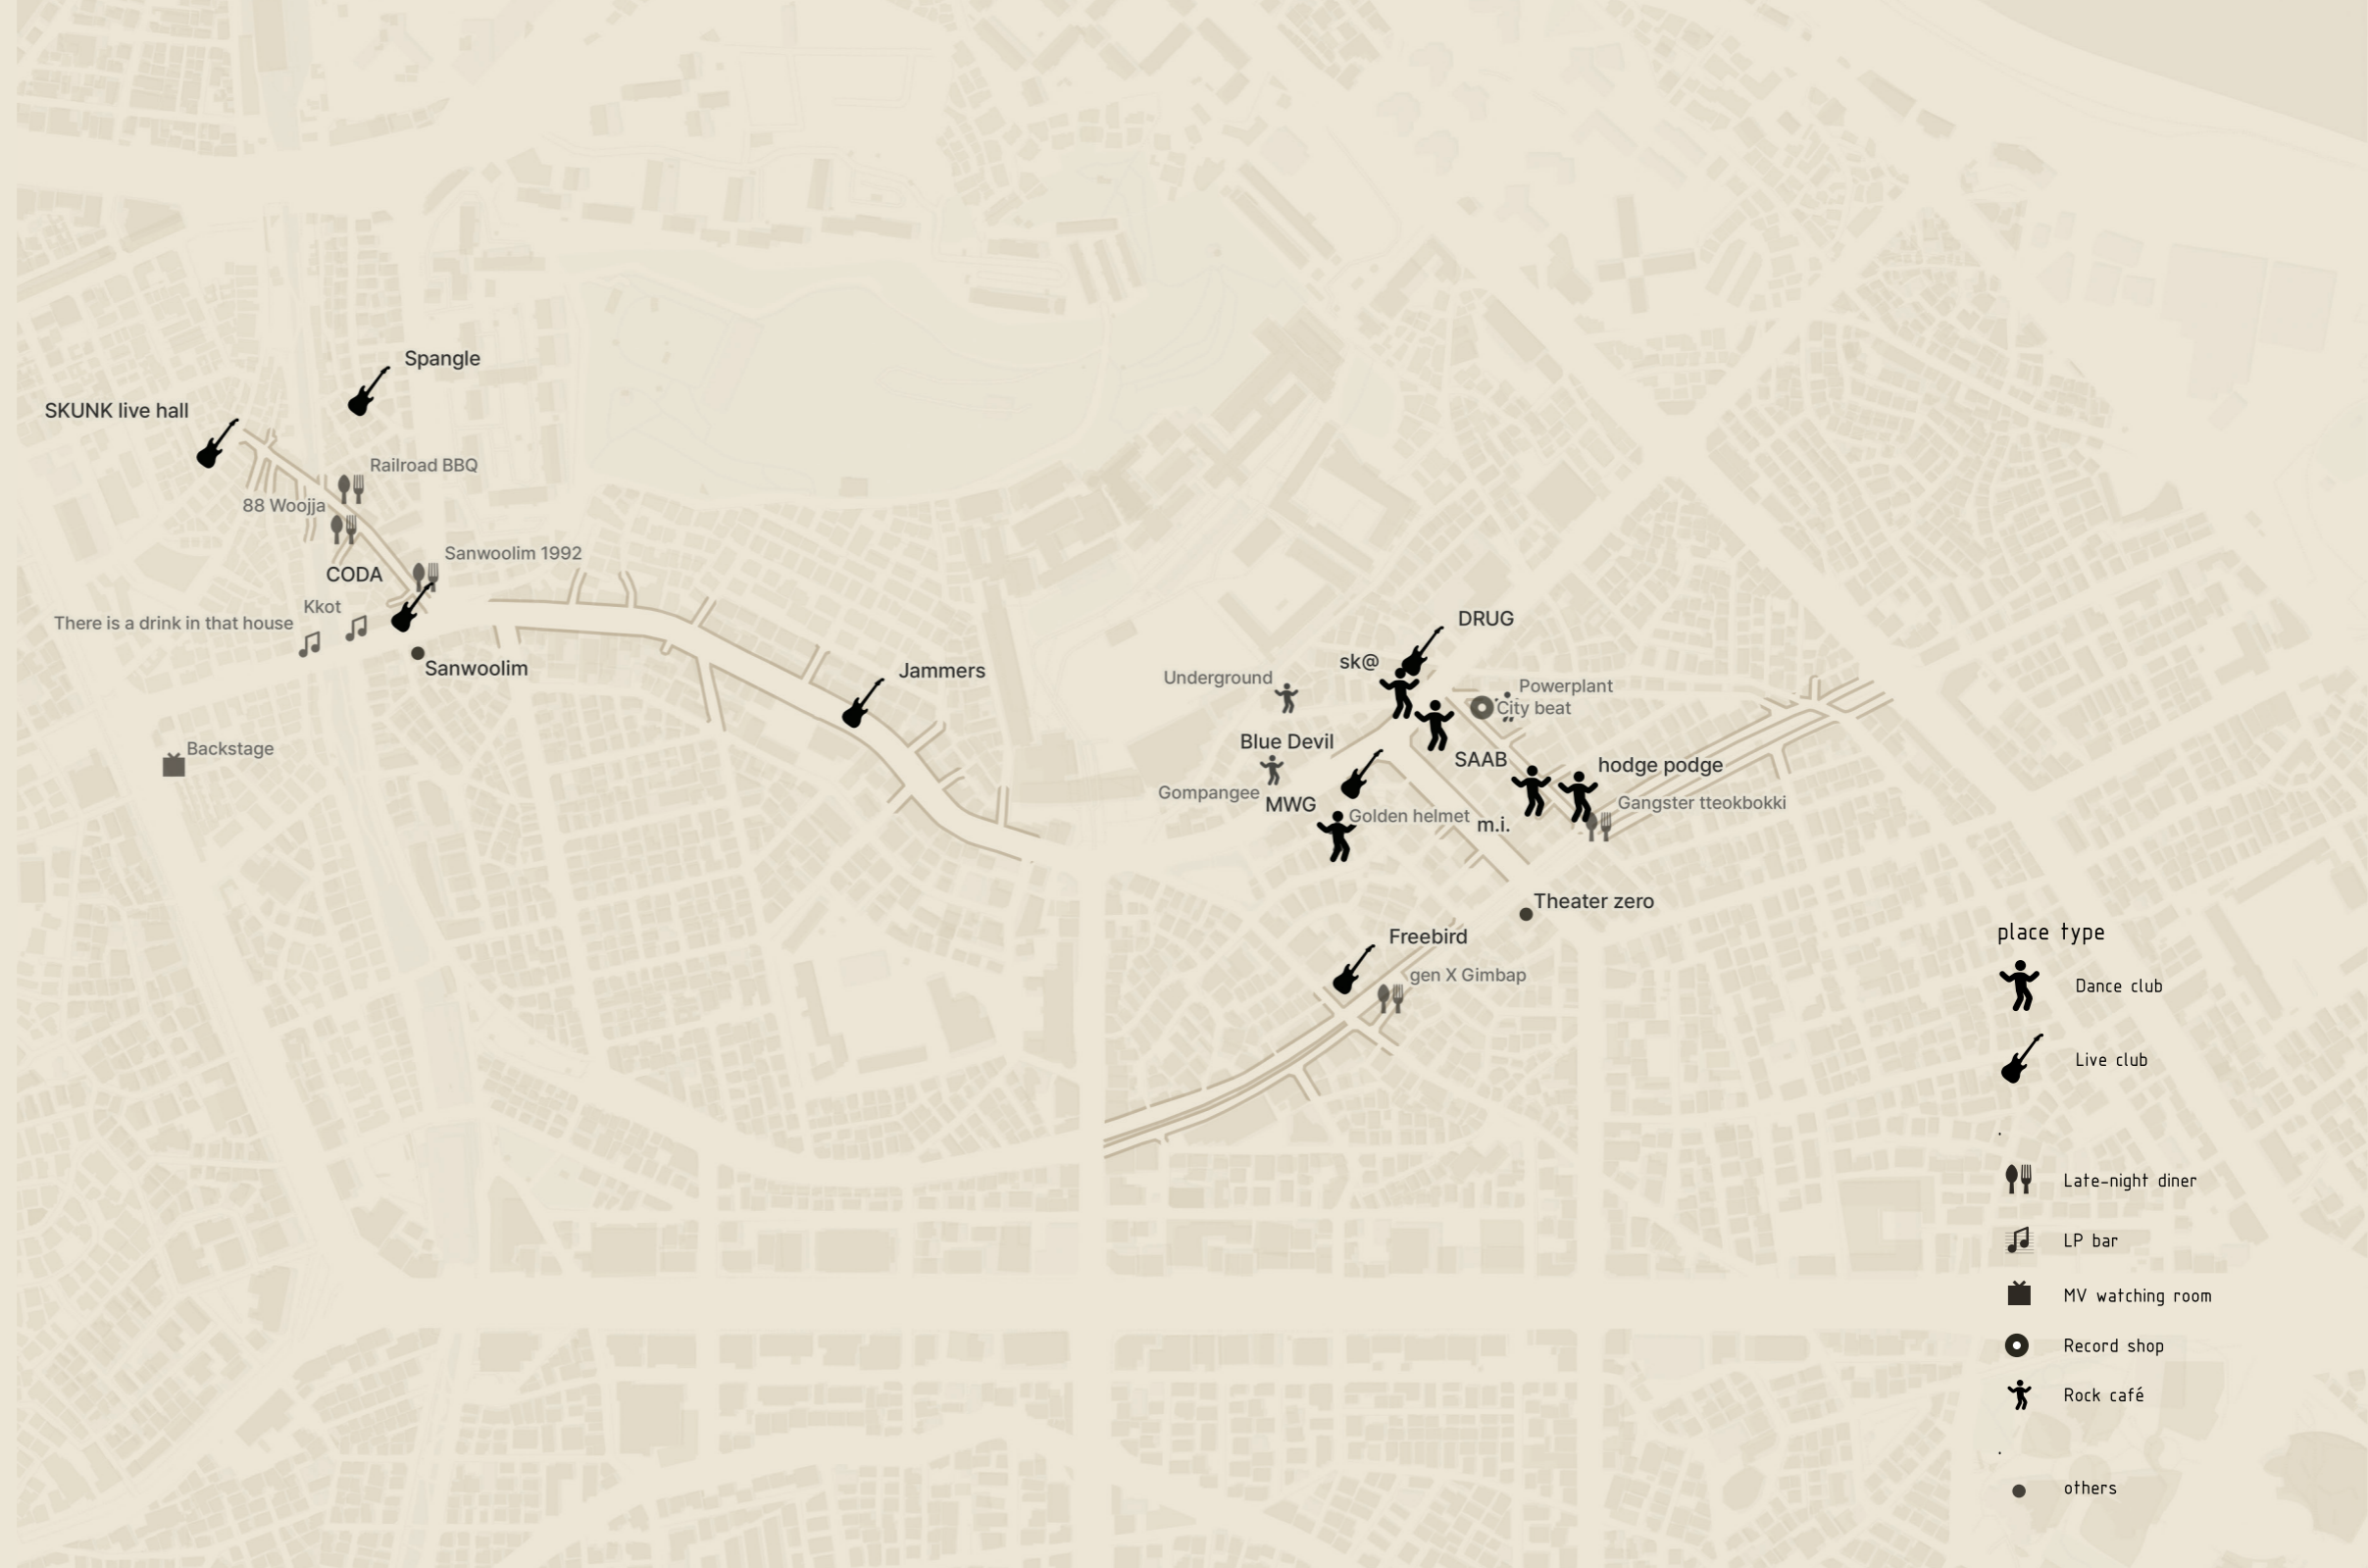 Spangle
SKUNK live hall
Railroad BBQ
88 Woojja
Sanwoolim 1992
CODA
Kkot
There is a drink in that house
Sanwoolim
Jammers
Backstage
DRUG
sk@
Underground
Powerplant
City beat
Blue Devil
SAAB
hodge podge
Gompangee
MWG
Golden helmet
m.i.
Gangster tteokbokki
Theater zero
Freebird
gen X Gimbap
place type
Dance club
Live club
.
Late-night diner
LP bar
MV watching room
Record shop
Rock café
.
others